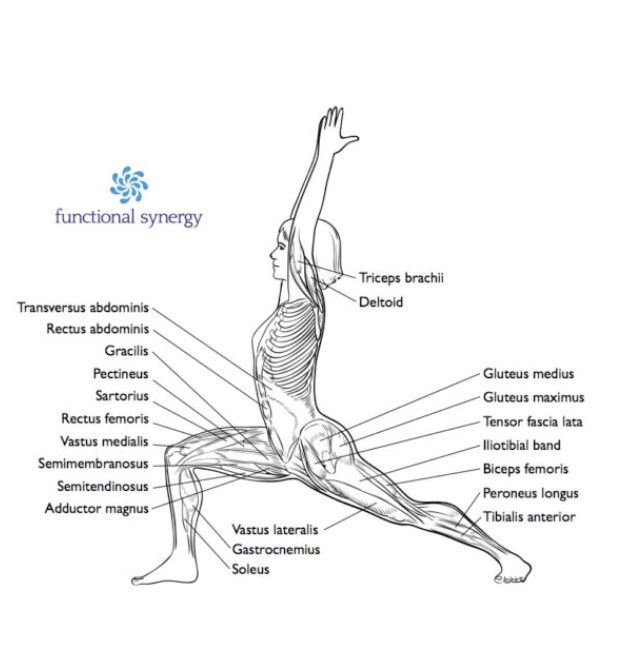 functional synergy
Triceps brachii
Deltoid
Transversus abdominis
Rectus abdominis
Gracilis
Pectineus
Sartorius
Rectus femoris
Vastus medialis
Semimembranosus
Semitendinosus
Adductor magnus
Gluteus medius
Gluteus maximus
Tensor fascia lata
Iliotibial band
Biceps femoris
Peroneus longus
Tibialis anterior
Vastus lateralis
Gastrocnemius
Soleus